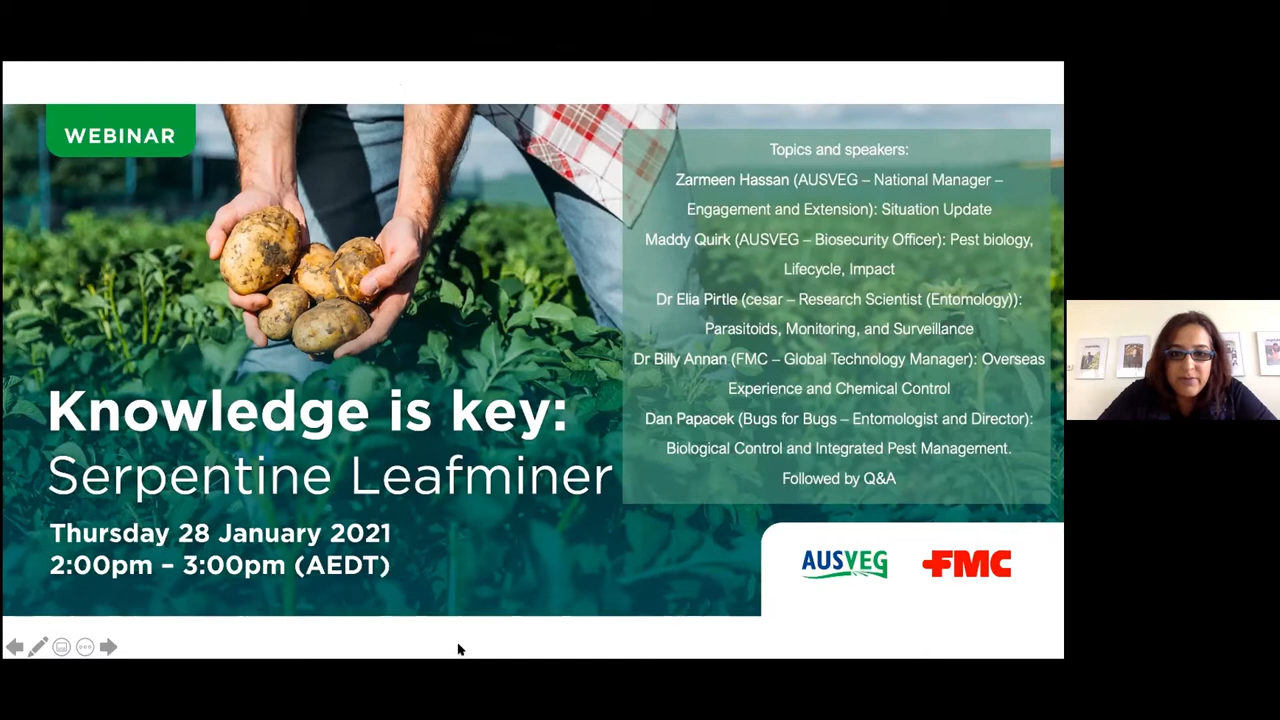 WEBINAR
Knowledge is key:
Serpentine Leafminer
Thursday 28 January 2021
2:00pm – 3:00pm (AEDT)
Topics and speakers:
Zarmeen Hassan (AUSVEG – National Manager –
Engagement and Extension): Situation Update
Maddy Quirk (AUSVEG – Biosecurity Officer): Pest biology,
Lifecycle, Impact
Dr Elia Pirtle (cesar – Research Scientist (Entomology)):
Parasitoids, Monitoring, and Surveillance
Dr Billy Annan (FMC – Global Technology Manager): Overseas
Experience and Chemical Control
Dan Papacek (Bugs for Bugs – Entomologist and Director):
Biological Control and Integrated Pest Management.
Followed by Q&A
AUSVEG
FMC